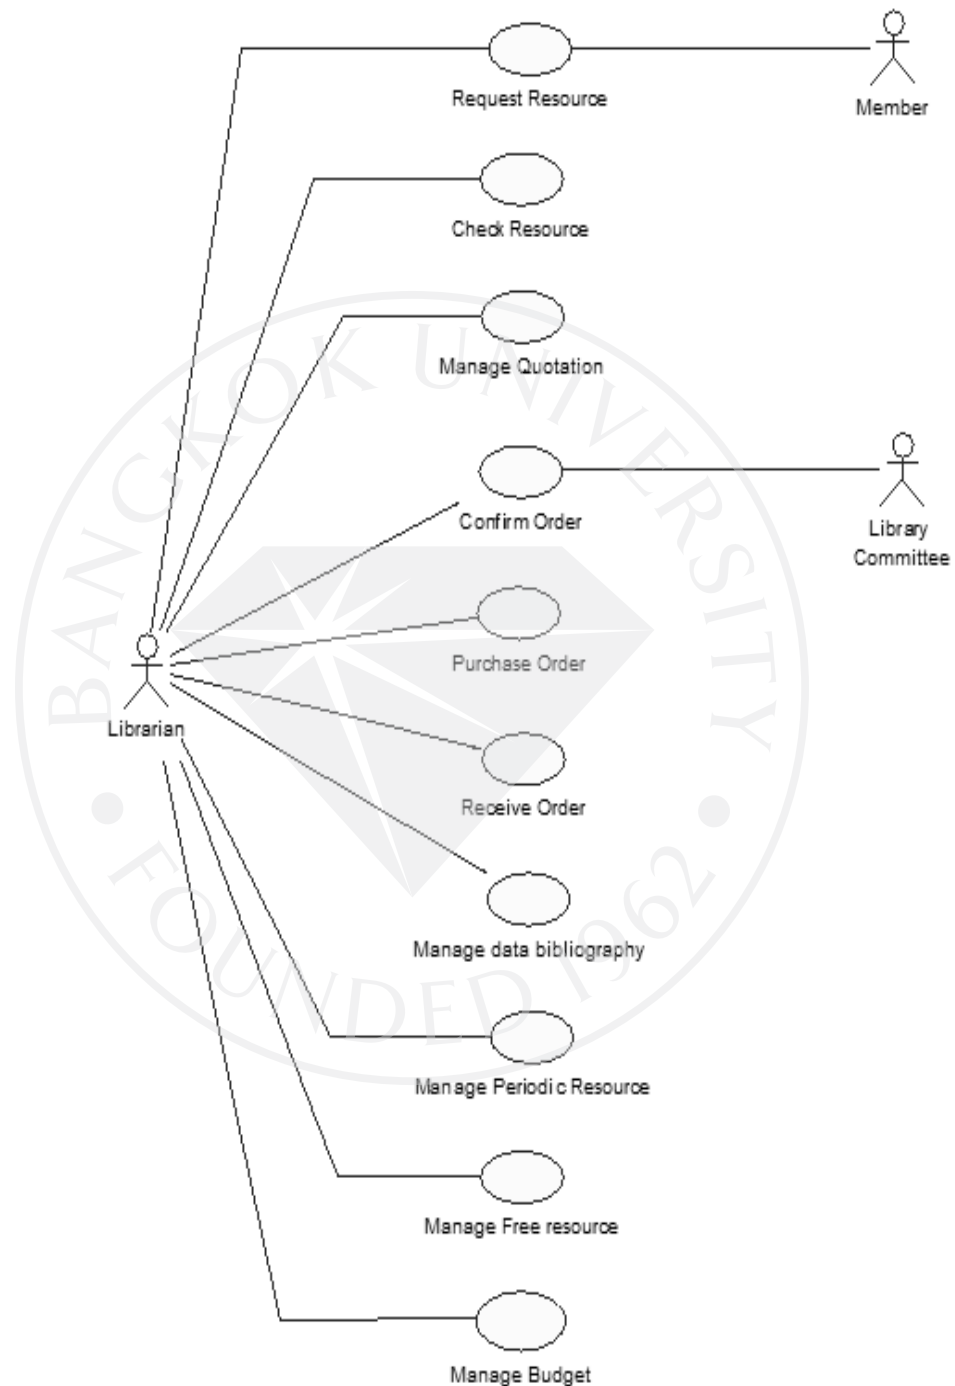 Request Resource
Member
Check Resource
Manage Quotation
Confirm Order
Library
Committee
Purchase Order
Librarian
Receive Order
Manage data bibliography
Manage Periodic Resource
Manage Free resource
Manage Budget
BANGKOK UNIVERSITY
FOUNDED 1962